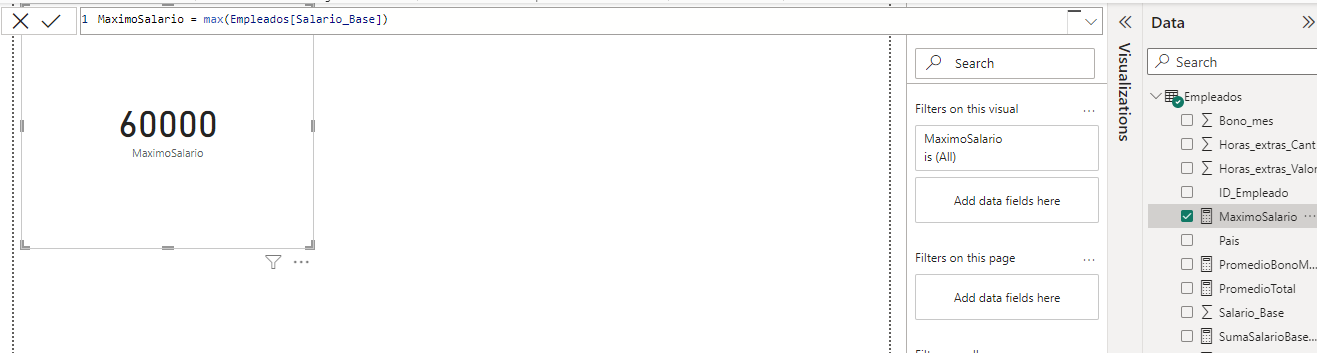 1 MaximoSalario = max(Empleados[Salario_Base])
60000
MaximoSalario
Search
Filters on this visual
MaximoSalario
is (All)
Add data fields here
Filters on this page
Add data fields here
Visualizations
Data
Search
Empleados
Bono_mes
Horas_extras_Cant
Horas_extras_Valor
ID_Empleado
MaximoSalario
Pais
PromedioBonoM...
PromedioTotal
Salario_Base
SumaSalarioBase...